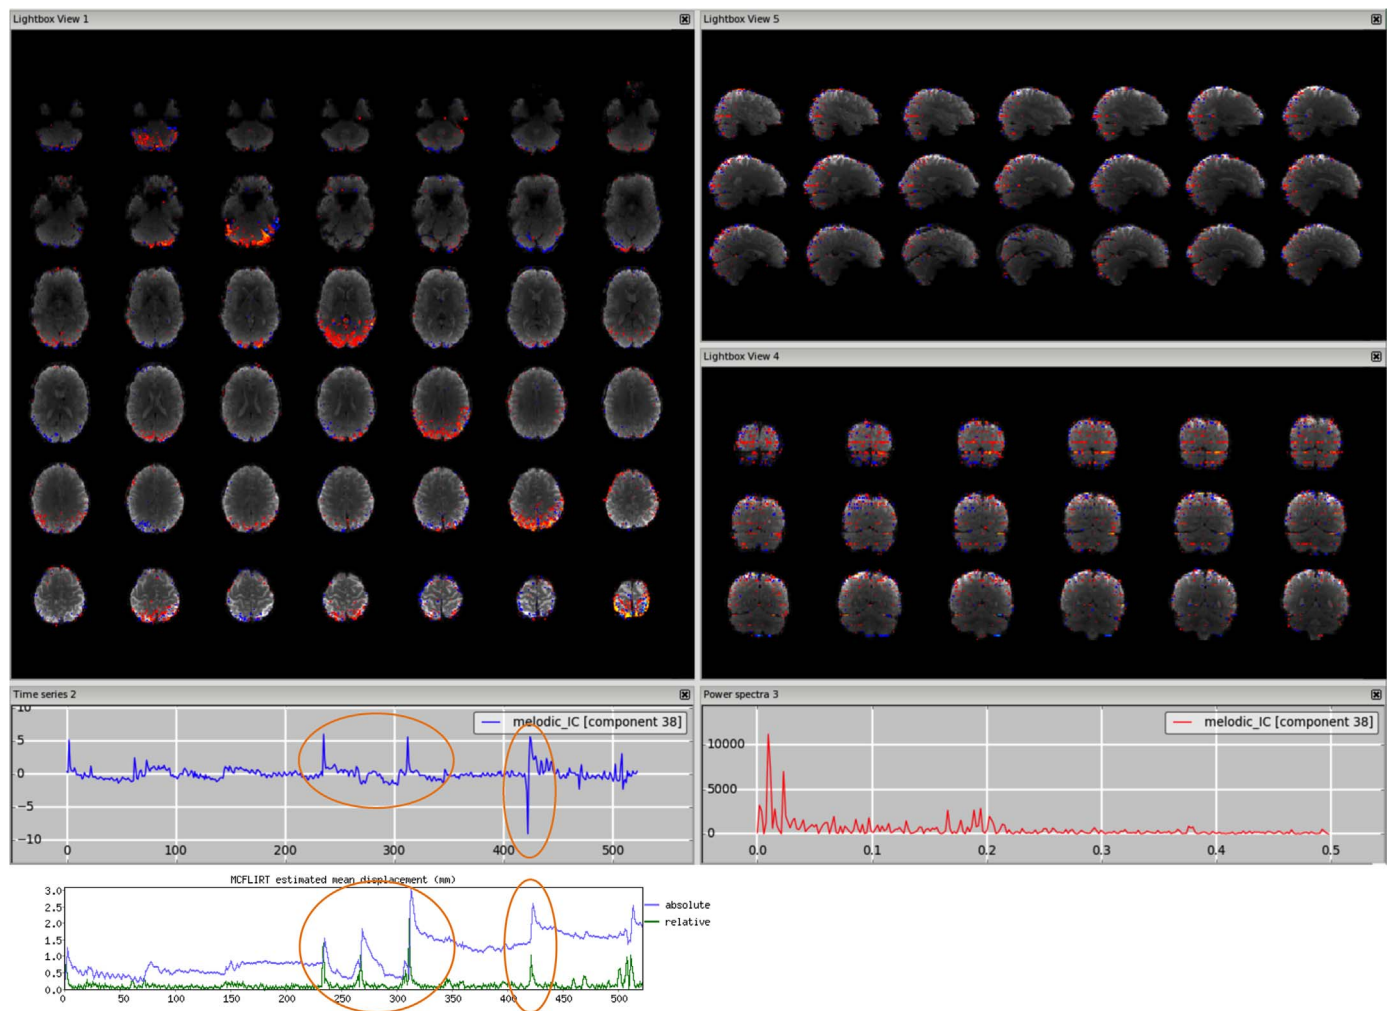 Lightbox View 1
Lightbox View 5
Lightbox View 4
Time series 2
10
5
0
−5
−10
melodic_IC [component 38]
0 100 200 300 400 500
Power spectra 3
10000
5000
0
melodic_IC [component 38]
0.0 0.1 0.2 0.3 0.4 0.5
MCFLIRT estimated mean displacement (mm)
3.0
2.5
2.0
1.5
1.0
0.5
0.0
absolute
relative
0 50 100 150 200 250 300 350 400 450 500